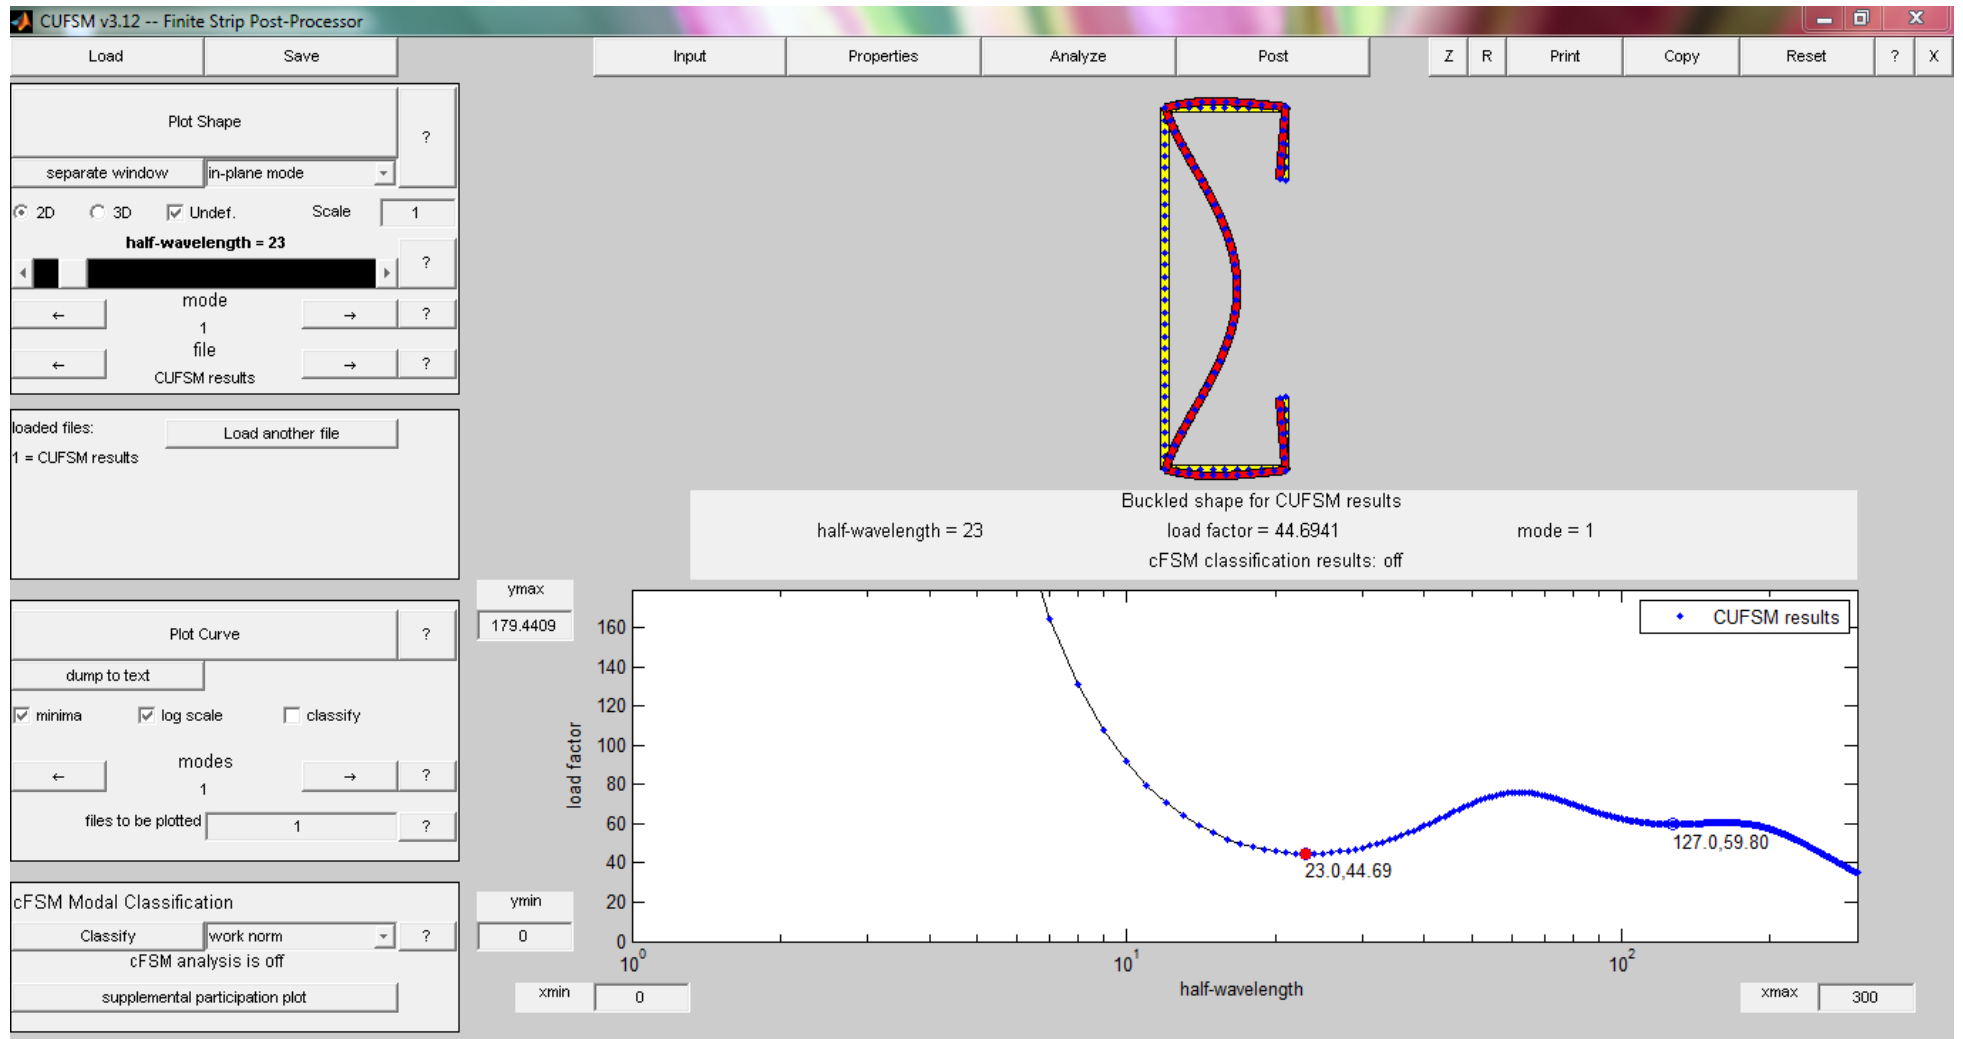 CUFSM v3.12 -- Finite Strip Post-Processor
Load Save Input Properties Analyze Post Z R Print Copy Reset ? X
Plot Shape ?
separate window in-plane mode
2D 3D Undef. Scale 1
half-wavelength = 23
?
mode
← 1 → ?
file
← CUFSM results → ?
loaded files: Load another file
1 = CUFSM results
Plot Curve ?
dump to text
minima log scale classify
modes
← 1 → ?
files to be plotted 1 ?
cFSM Modal Classification
Classify work norm ?
cFSM analysis is off
supplemental participation plot
Buckled shape for CUFSM results
half-wavelength = 23 load factor = 44.6941 mode = 1
cFSM classification results: off
ymax
179.4409
ymin
0
xmin 0
xmax 300
load factor
160
140
120
100
80
60
40
20
0
CUFSM results
127.0,59.80
23.0,44.69
10^0 10^1 10^2
half-wavelength